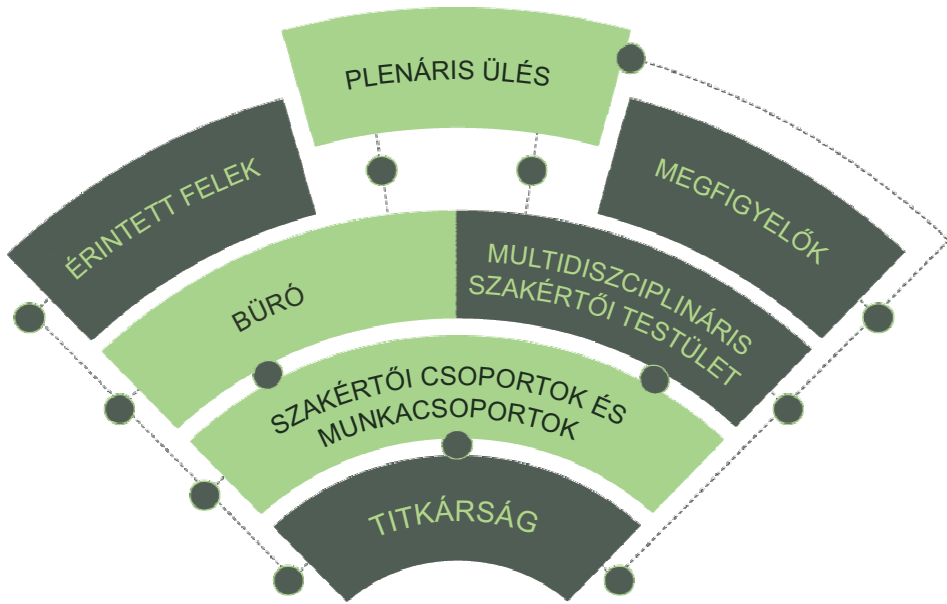 PLENÁRIS ÜLÉS
ÉRINTETT FELEK
MEGFIGYELŐK
BÜRÓ
MULTIDISZCIPLINÁRIS
SZAKÉRTŐI TESTÜLET
SZAKÉRTŐI CSOPORTOK ÉS
MUNKACSOPORTOK
TITKÁRSÁG